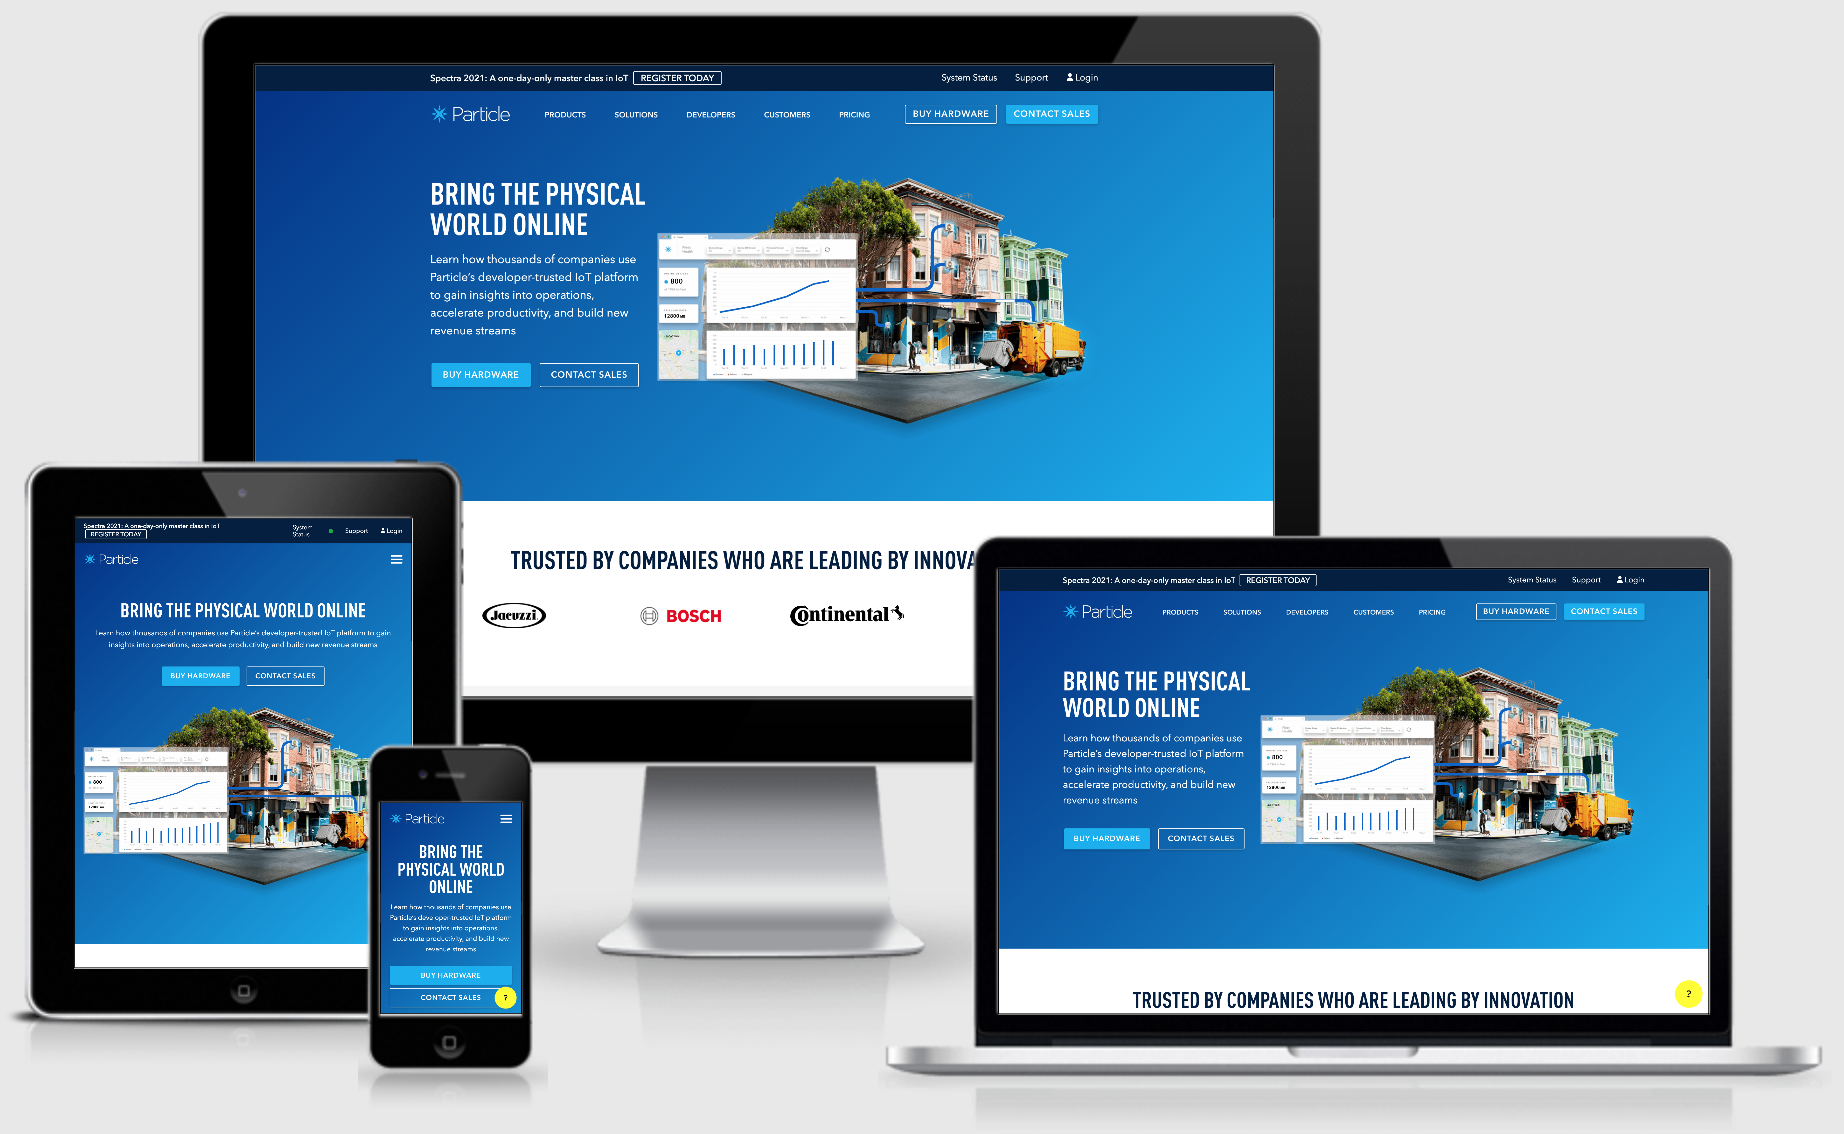 Spectra 2021: A one-day-only master class in IoT REGISTER TODAY System Status Support Login
Particle PRODUCTS SOLUTIONS DEVELOPERS CUSTOMERS PRICING BUY HARDWARE CONTACT SALES
BRING THE PHYSICAL
WORLD ONLINE
Learn how thousands of companies use
Particle's developer-trusted IoT platform
to gain insights into operations,
accelerate productivity, and build new
revenue streams
BUY HARDWARE CONTACT SALES
800
TRUSTED BY COMPANIES WHO ARE LEADING BY INNOVA
Jacuzzi BOSCH Continental
Spectra 2021: A one-day-only master class in IoT
REGISTER TODAY
System
Status
Support Login
Particle
BRING THE PHYSICAL WORLD ONLINE
Learn how thousands of companies use Particle's developer-trusted IoT platform to gain
insights into operations, accelerate productivity, and build new revenue streams
BUY HARDWARE CONTACT SALES
800
Particle
BRING THE
PHYSICAL WORLD
ONLINE
Learn how thousands of companies use
Particle's developer-trusted IoT platform
to gain insights into operations,
accelerate productivity, and build new
revenue streams
BUY HARDWARE
CONTACT SALES
?
Spectra 2021: A one-day-only master class in IoT REGISTER TODAY System Status Support Login
Particle PRODUCTS SOLUTIONS DEVELOPERS CUSTOMERS PRICING BUY HARDWARE CONTACT SALES
BRING THE PHYSICAL
WORLD ONLINE
Learn how thousands of companies use
Particle's developer-trusted IoT platform
to gain insights into operations,
accelerate productivity, and build new
revenue streams
BUY HARDWARE CONTACT SALES
800
TRUSTED BY COMPANIES WHO ARE LEADING BY INNOVATION
?